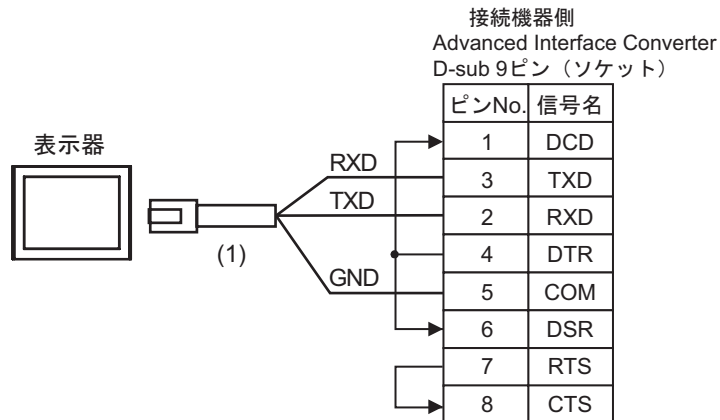 接続機器側
Advanced Interface Converter
D-sub 9ピン（ソケット）
ピンNo. 信号名
1 DCD
3 TXD
2 RXD
4 DTR
5 COM
6 DSR
7 RTS
8 CTS
表示器
(1)
RXD
TXD
GND